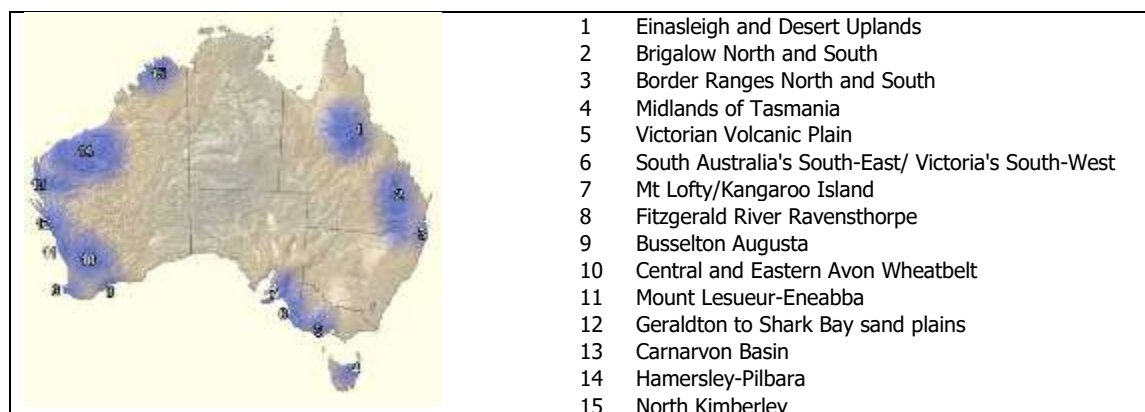 1 Einasleigh and Desert Uplands
2 Brigalow North and South
3 Border Ranges North and South
4 Midlands of Tasmania
5 Victorian Volcanic Plain
6 South Australia's South-East/ Victoria's South-West
7 Mt Lofty/Kangaroo Island
8 Fitzgerald River Ravensthorpe
9 Busselton Augusta
10 Central and Eastern Avon Wheatbelt
11 Mount Lesueur-Eneabba
12 Geraldton to Shark Bay sand plains
13 Carnarvon Basin
14 Hamersley-Pilbara
15 North Kimberley
1
2